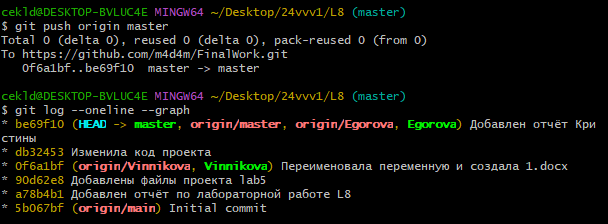 cekld@DESKTOP-BVLUC4E MINGW64 ~/Desktop/24vvv1/L8 (master)
$ git push origin master
Total 0 (delta 0), reused 0 (delta 0), pack-reused 0 (from 0)
To https://github.com/m4d4m/FinalWork.git
   0f6a1bf..be69f10  master -> master

cekld@DESKTOP-BVLUC4E MINGW64 ~/Desktop/24vvv1/L8 (master)
$ git log --oneline --graph
* be69f10 (HEAD -> master, origin/master, origin/Egorova, Egorova) Добавлен отчёт Кри
стины
* db32453 Изменила код проекта
* 0f6a1bf (origin/Vinnikova, Vinnikova) Переименовала переменную и создала 1.docx
* 90d62e8 Добавлены файлы проекта lab5
* a78b4b1 Добавлен отчёт по лабораторной работе L8
* 5b067bf (origin/main) Initial commit